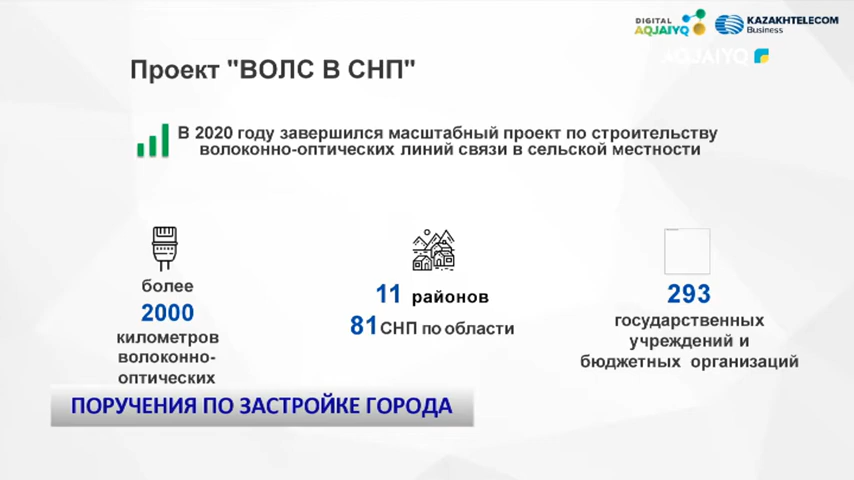 DIGITAL
AQJAIYQ
KAZAKHTELECOM
Business
AQJAIYQ
Проект "ВОЛС В СНП"
В 2020 году завершился масштабный проект по строительству
волоконно-оптических линий связи в сельской местности
более
2000
километров
волоконно-
оптических
11 районов
81 СНП по области
293
государственных
учреждений и
бюджетных организаций
ПОРУЧЕНИЯ ПО ЗАСТРОЙКЕ ГОРОДА